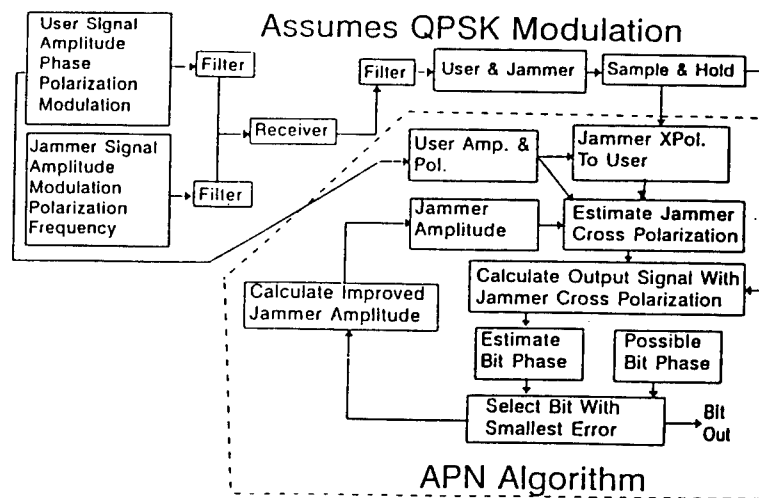 Assumes QPSK Modulation
User Signal
Amplitude
Phase
Polarization
Modulation
Filter
Jammer Signal
Amplitude
Modulation
Polarization
Frequency
Filter
Receiver
Filter
User & Jammer
Sample & Hold
User Amp. &
Pol.
Jammer XPol.
To User
Jammer
Amplitude
Estimate Jammer
Cross Polarization
Calculate Improved
Jammer Amplitude
Calculate Output Signal With
Jammer Cross Polarization
Estimate
Bit Phase
Possible
Bit Phase
Select Bit With
Smallest Error
Bit
Out
APN Algorithm